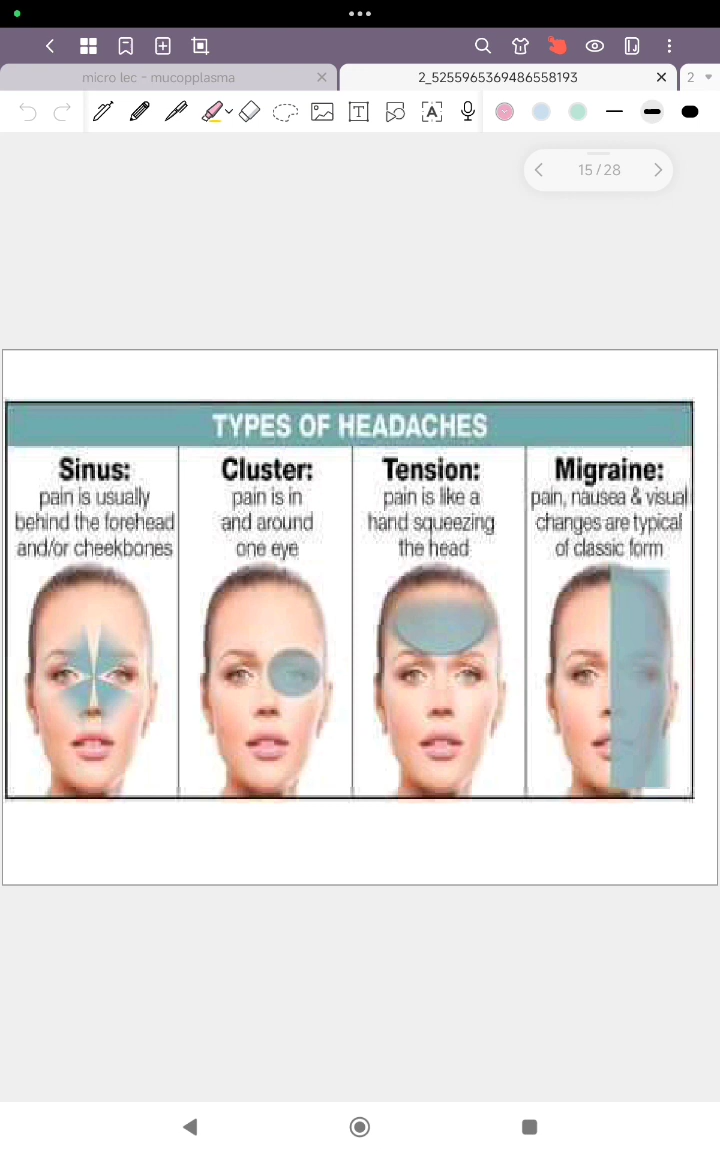 micro lec - mucopplasma
2_5255965369486558193
2
T
A
15 / 28
TYPES OF HEADACHES
Sinus:
pain is usually
behind the forehead
and/or cheekbones
Cluster:
pain is in
and around
one eye
Tension:
pain is like a
hand squeezing
the head
Migraine:
pain, nausea & visual
changes are typical
of classic form